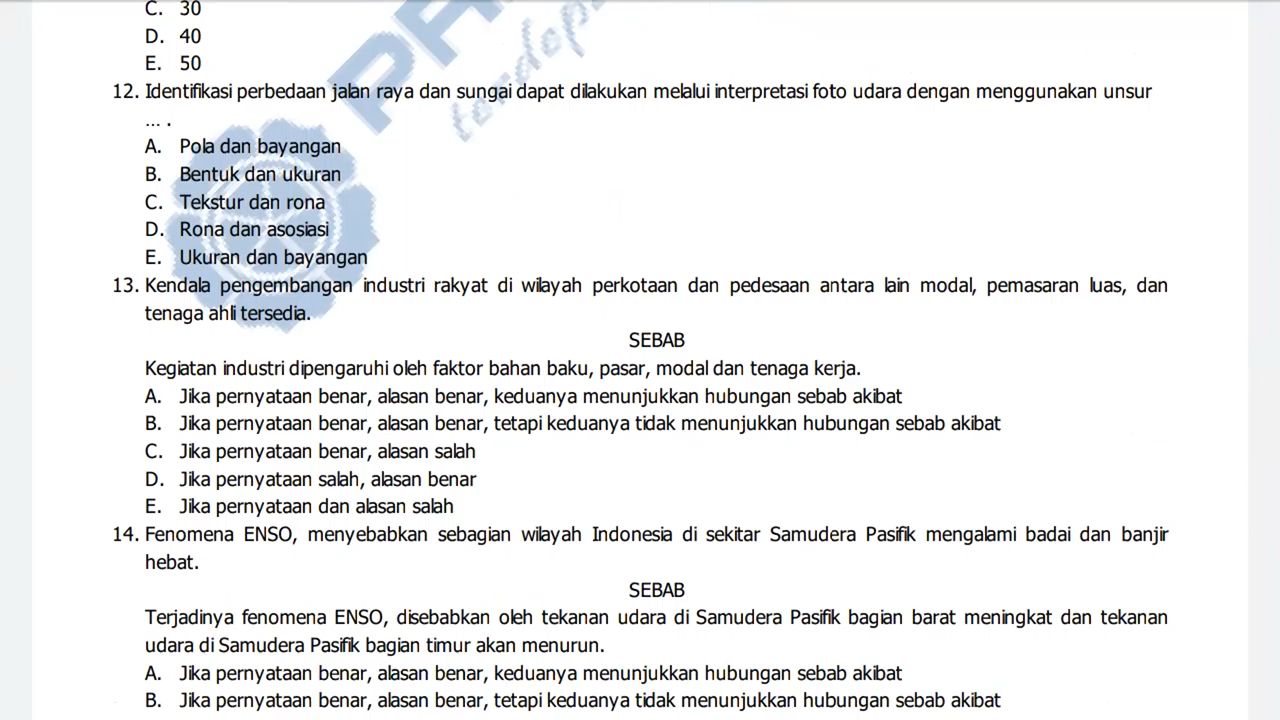 C. 30
D. 40
E. 50
12. Identifikasi perbedaan jalan raya dan sungai dapat dilakukan melalui interpretasi foto udara dengan menggunakan unsur
... .
A. Pola dan bayangan
B. Bentuk dan ukuran
C. Tekstur dan rona
D. Rona dan asosiasi
E. Ukuran dan bayangan
13. Kendala pengembangan industri rakyat di wilayah perkotaan dan pedesaan antara lain modal, pemasaran luas, dan
tenaga ahli tersedia.
SEBAB
Kegiatan industri dipengaruhi oleh faktor bahan baku, pasar, modal dan tenaga kerja.
A. Jika pernyataan benar, alasan benar, keduanya menunjukkan hubungan sebab akibat
B. Jika pernyataan benar, alasan benar, tetapi keduanya tidak menunjukkan hubungan sebab akibat
C. Jika pernyataan benar, alasan salah
D. Jika pernyataan salah, alasan benar
E. Jika pernyataan dan alasan salah
14. Fenomena ENSO, menyebabkan sebagian wilayah Indonesia di sekitar Samudera Pasifik mengalami badai dan banjir
hebat.
SEBAB
Terjadinya fenomena ENSO, disebabkan oleh tekanan udara di Samudera Pasifik bagian barat meningkat dan tekanan
udara di Samudera Pasifik bagian timur akan menurun.
A. Jika pernyataan benar, alasan benar, keduanya menunjukkan hubungan sebab akibat
B. Jika pernyataan benar, alasan benar, tetapi keduanya tidak menunjukkan hubungan sebab akibat